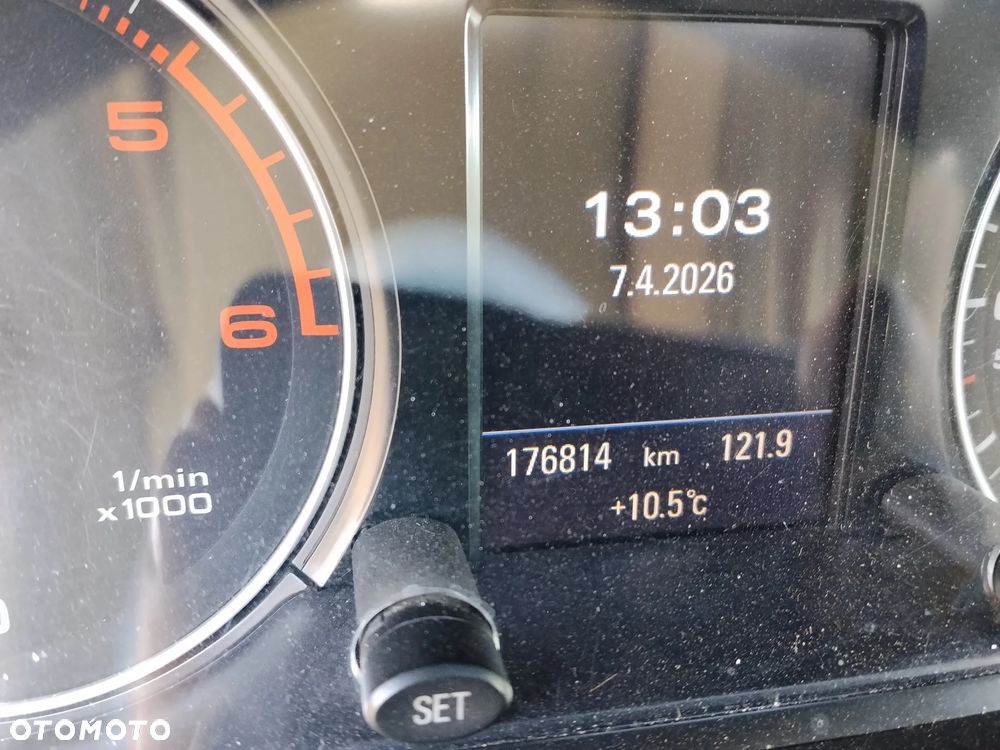 5
6
1/min
x1000
13:03
7.4.2026
176814 km 121.9
+10.5°C
SET
OTOMOTO